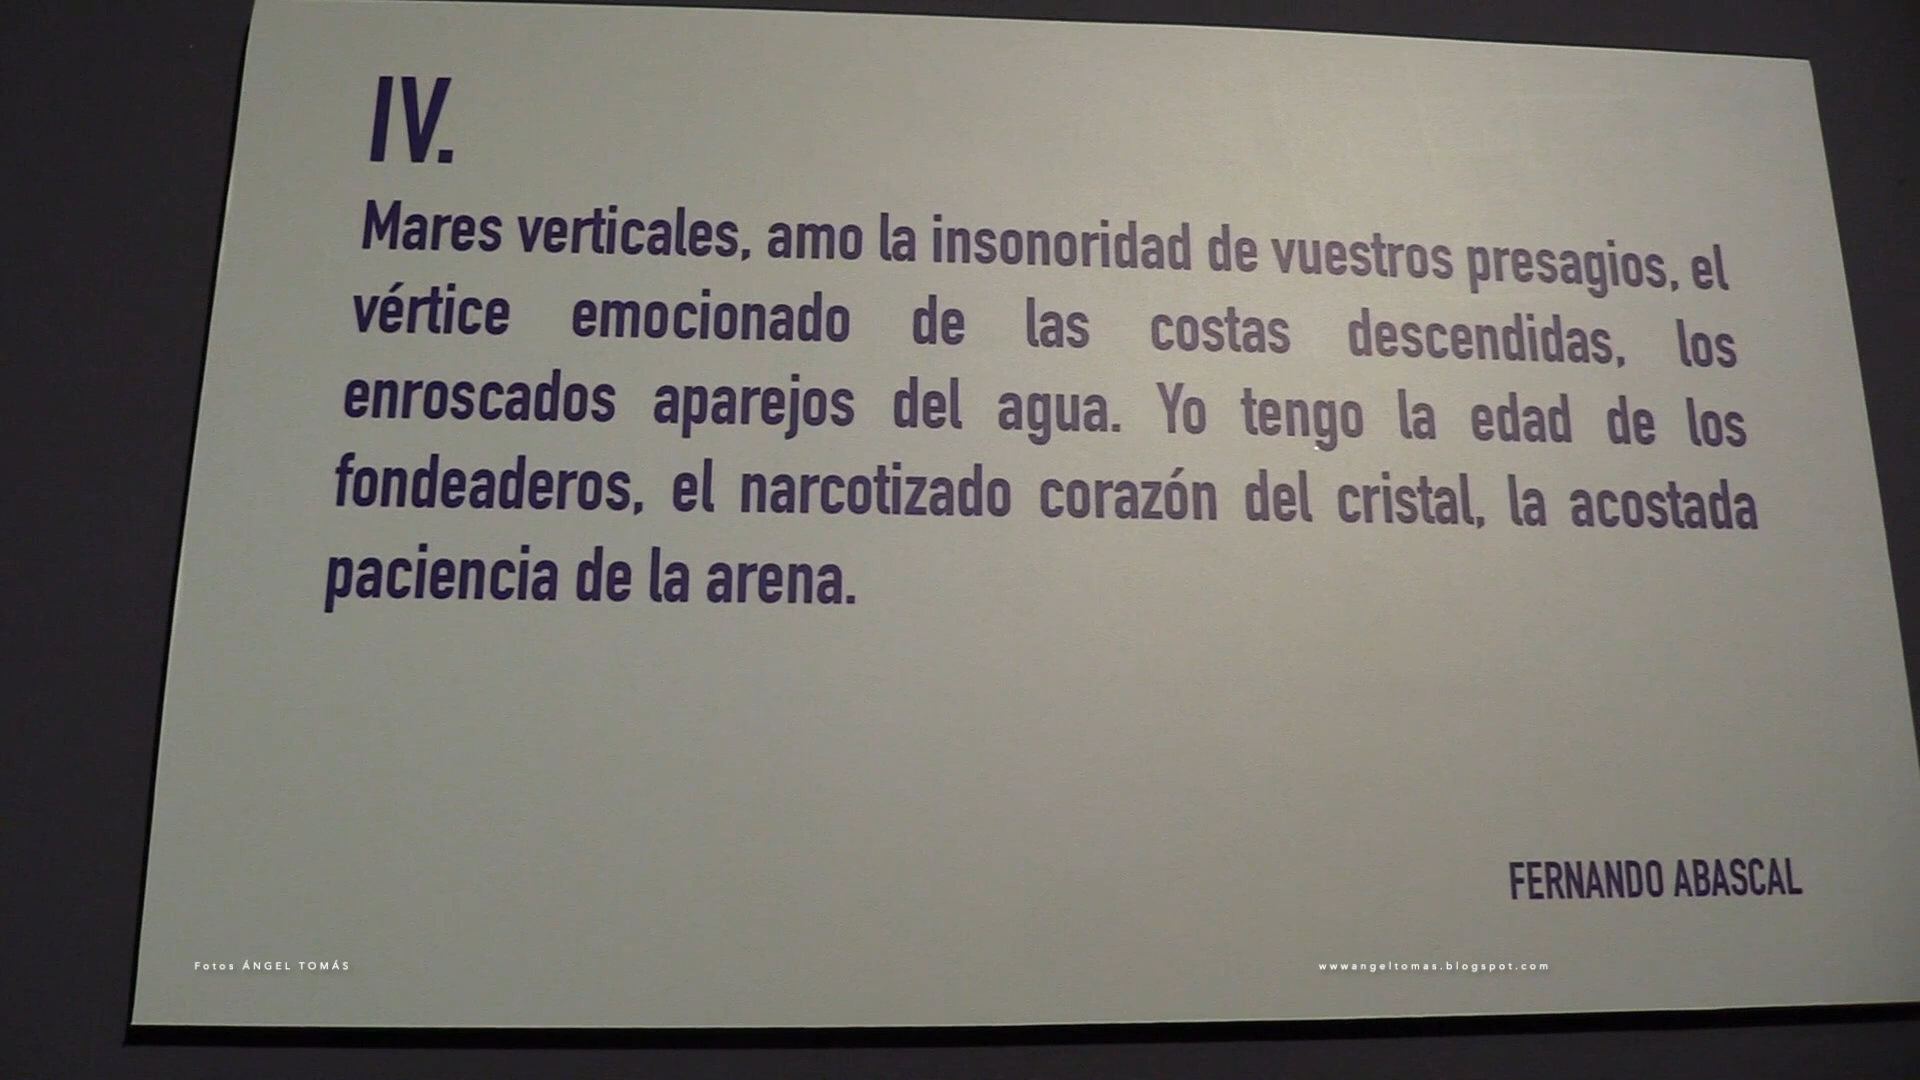 IV.
Mares verticales, amo la insonoridad de vuestros presagios, el
vértice emocionado de las costas descendidas, los
enroscados aparejos del agua. Yo tengo la edad de los
fondeaderos, el narcotizado corazón del cristal, la acostada
paciencia de la arena.
FERNANDO ABASCAL
Fotos ÁNGEL TOMÁS
wwwangeltomas.blogspot.com